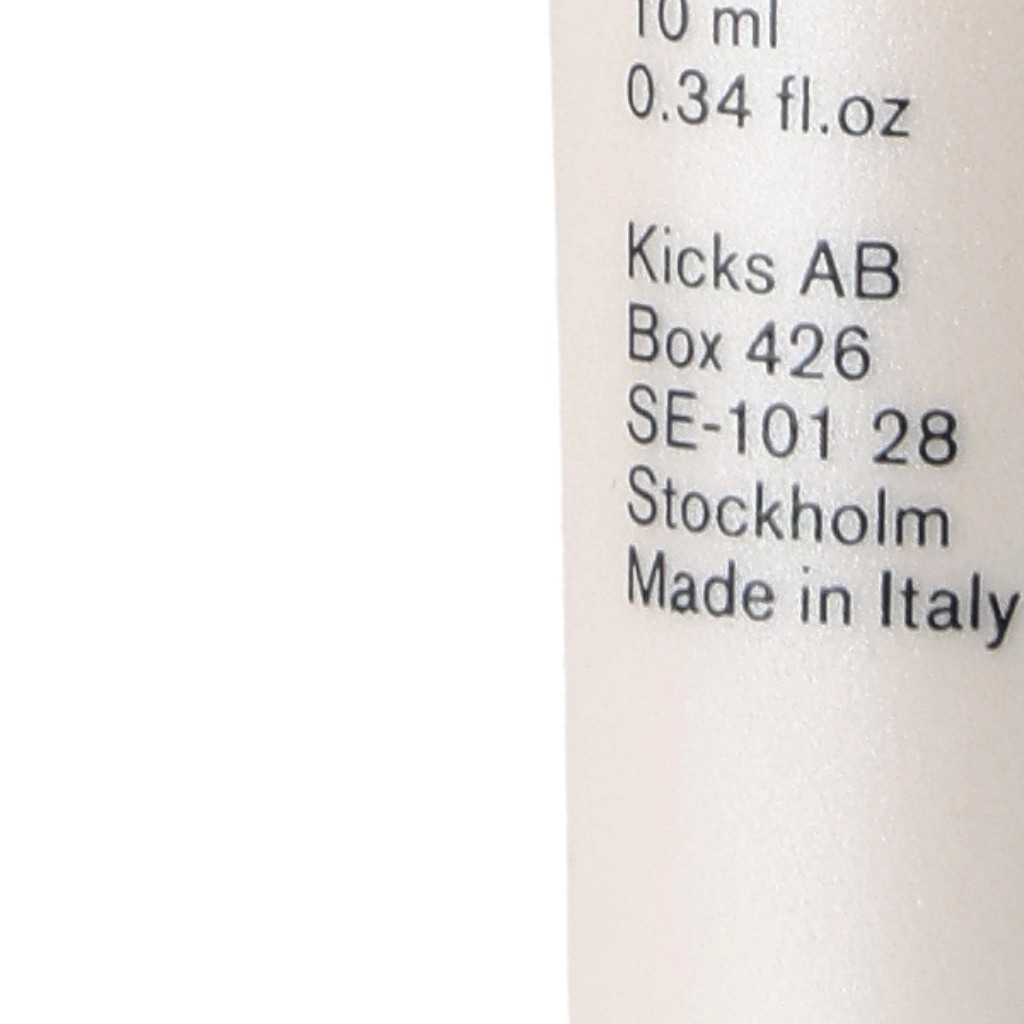 10 ml
0.34 fl.oz
Kicks AB
Box 426
SE-101 28
Stockholm
Made in Italy